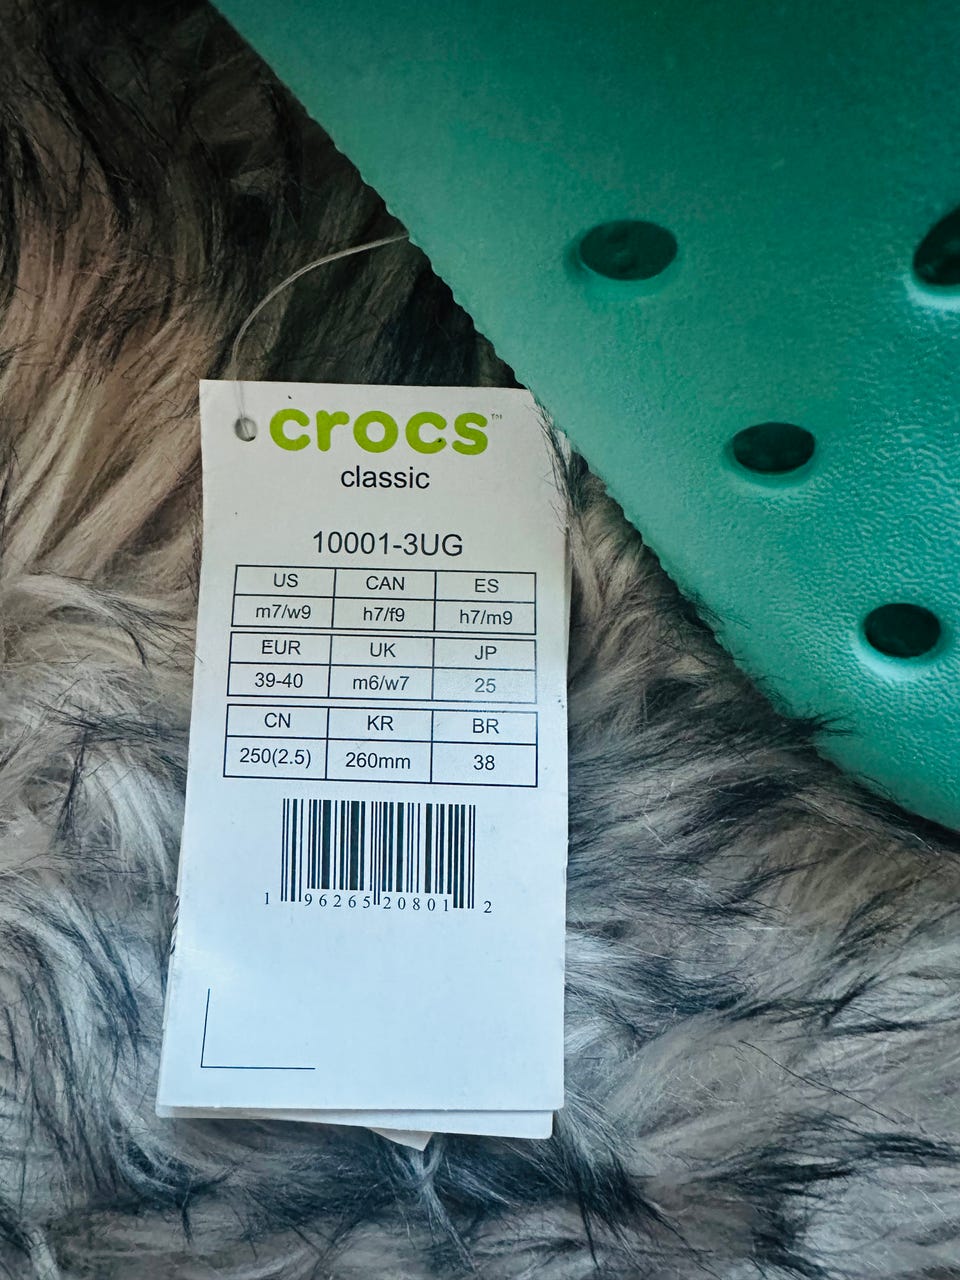 crocs™
classic
10001-3UG
US CAN ES
m7/w9 h7/f9 h7/m9
EUR UK JP
39-40 m6/w7 25
CN KR BR
250(2.5) 260mm 38
1 96265 20801 2